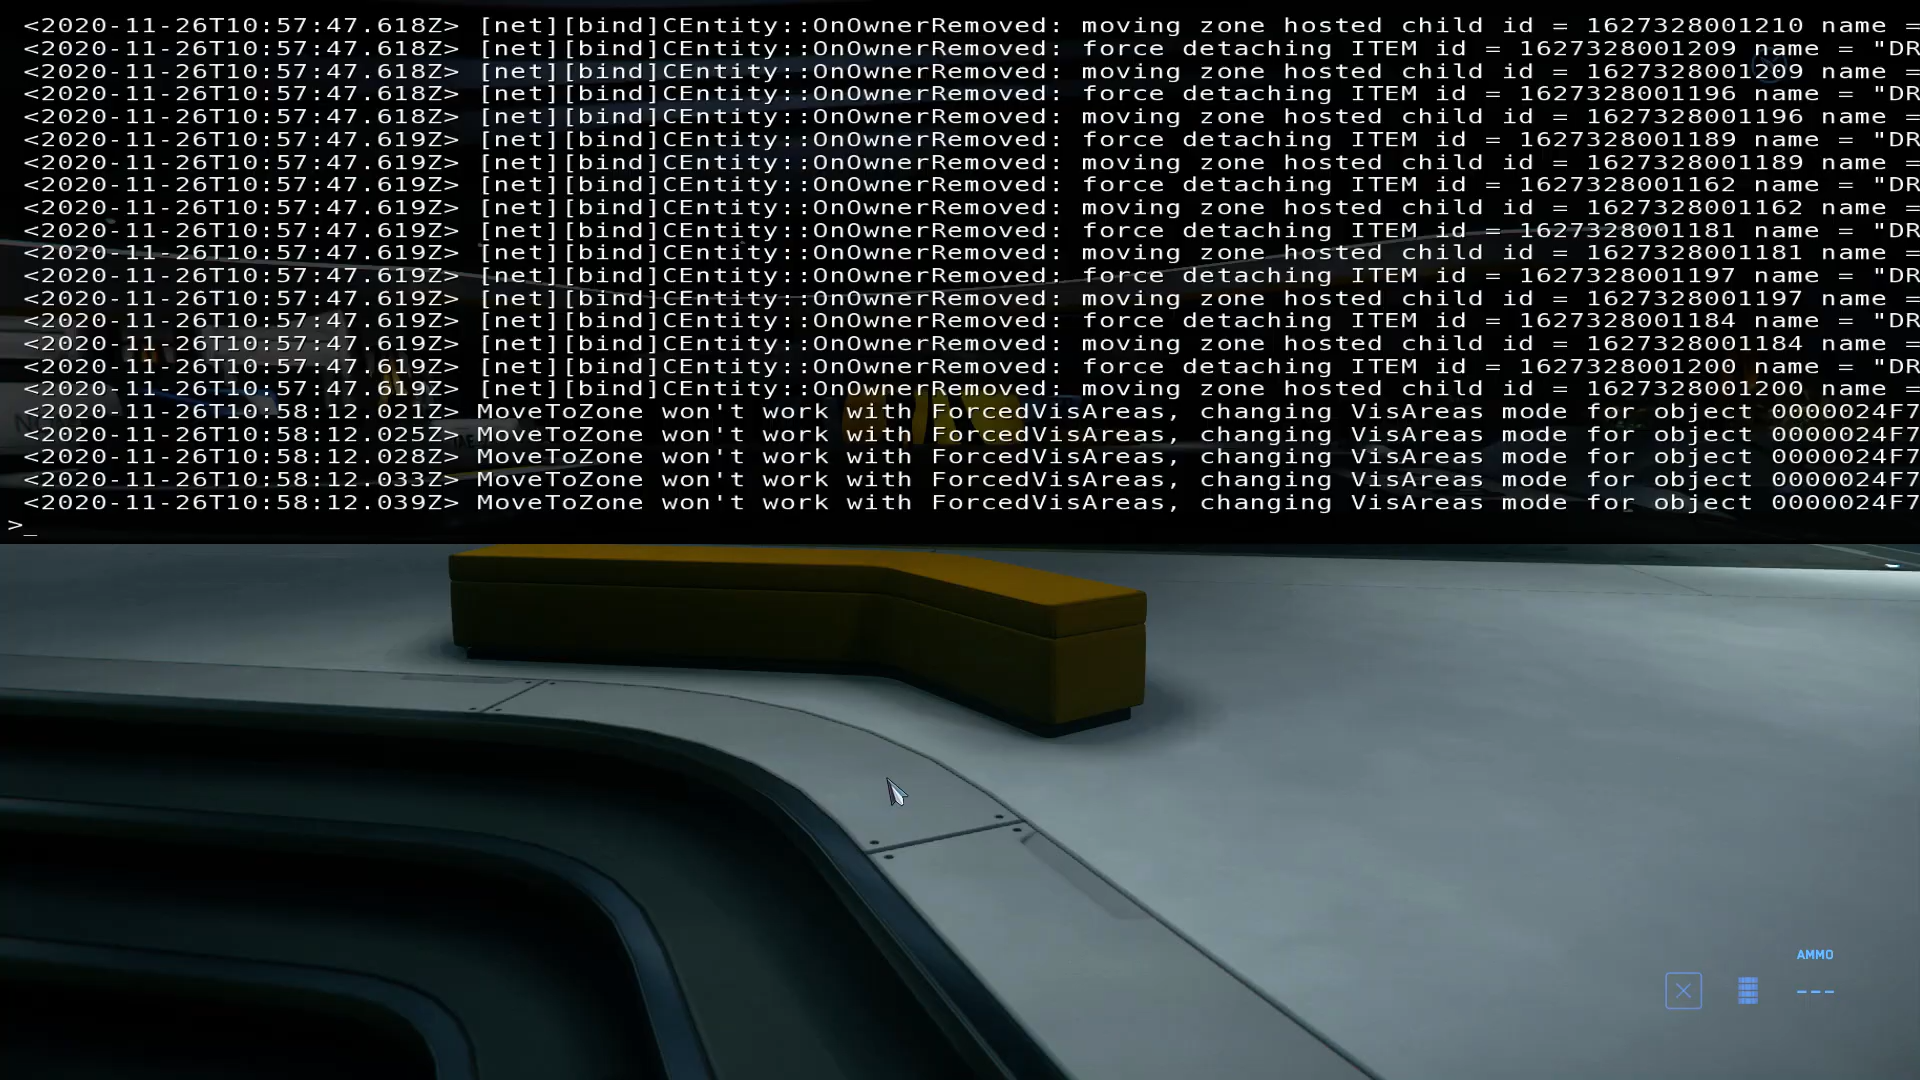 <2020-11-26T10:57:47.618Z> [net][bind]CEntity::OnOwnerRemoved: moving zone hosted child id = 1627328001210 name =
<2020-11-26T10:57:47.618Z> [net][bind]CEntity::OnOwnerRemoved: force detaching ITEM id = 1627328001209 name = "DR
<2020-11-26T10:57:47.618Z> [net][bind]CEntity::OnOwnerRemoved: moving zone hosted child id = 1627328001209 name =
<2020-11-26T10:57:47.618Z> [net][bind]CEntity::OnOwnerRemoved: force detaching ITEM id = 1627328001196 name = "DR
<2020-11-26T10:57:47.618Z> [net][bind]CEntity::OnOwnerRemoved: moving zone hosted child id = 1627328001196 name =
<2020-11-26T10:57:47.619Z> [net][bind]CEntity::OnOwnerRemoved: force detaching ITEM id = 1627328001189 name = "DR
<2020-11-26T10:57:47.619Z> [net][bind]CEntity::OnOwnerRemoved: moving zone hosted child id = 1627328001189 name =
<2020-11-26T10:57:47.619Z> [net][bind]CEntity::OnOwnerRemoved: force detaching ITEM id = 1627328001162 name = "DR
<2020-11-26T10:57:47.619Z> [net][bind]CEntity::OnOwnerRemoved: moving zone hosted child id = 1627328001162 name =
<2020-11-26T10:57:47.619Z> [net][bind]CEntity::OnOwnerRemoved: force detaching ITEM id = 1627328001181 name = "DR
<2020-11-26T10:57:47.619Z> [net][bind]CEntity::OnOwnerRemoved: moving zone hosted child id = 1627328001181 name =
<2020-11-26T10:57:47.619Z> [net][bind]CEntity::OnOwnerRemoved: force detaching ITEM id = 1627328001197 name = "DR
<2020-11-26T10:57:47.619Z> [net][bind]CEntity::OnOwnerRemoved: moving zone hosted child id = 1627328001197 name =
<2020-11-26T10:57:47.619Z> [net][bind]CEntity::OnOwnerRemoved: force detaching ITEM id = 1627328001184 name = "DR
<2020-11-26T10:57:47.619Z> [net][bind]CEntity::OnOwnerRemoved: moving zone hosted child id = 1627328001184 name =
<2020-11-26T10:57:47.619Z> [net][bind]CEntity::OnOwnerRemoved: force detaching ITEM id = 1627328001200 name = "DR
<2020-11-26T10:57:47.619Z> [net][bind]CEntity::OnOwnerRemoved: moving zone hosted child id = 1627328001200 name =
<2020-11-26T10:58:12.021Z> MoveToZone won't work with ForcedVisAreas, changing VisAreas mode for object 0000024F7
<2020-11-26T10:58:12.025Z> MoveToZone won't work with ForcedVisAreas, changing VisAreas mode for object 0000024F7
<2020-11-26T10:58:12.028Z> MoveToZone won't work with ForcedVisAreas, changing VisAreas mode for object 0000024F7
<2020-11-26T10:58:12.033Z> MoveToZone won't work with ForcedVisAreas, changing VisAreas mode for object 0000024F7
<2020-11-26T10:58:12.039Z> MoveToZone won't work with ForcedVisAreas, changing VisAreas mode for object 0000024F7
>_
AMMO
---